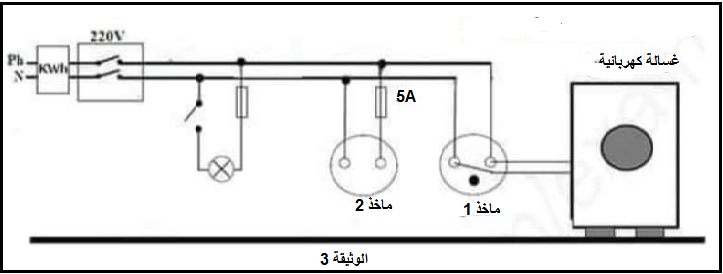 220V
Ph
KWh
N
غسالة كهربائية
5A
ماخذ 2
ماخذ 1
الوثيقة 3